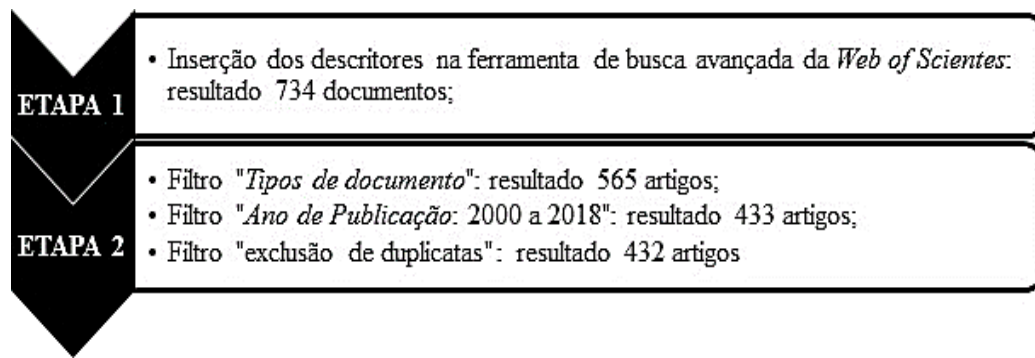 ETAPA 1
• Inserção dos descritores na ferramenta de busca avançada da Web of Scientes:
resultado 734 documentos;
ETAPA 2
• Filtro "Tipos de documento": resultado 565 artigos;
• Filtro "Ano de Publicação: 2000 a 2018": resultado 433 artigos;
• Filtro "exclusão de duplicatas": resultado 432 artigos